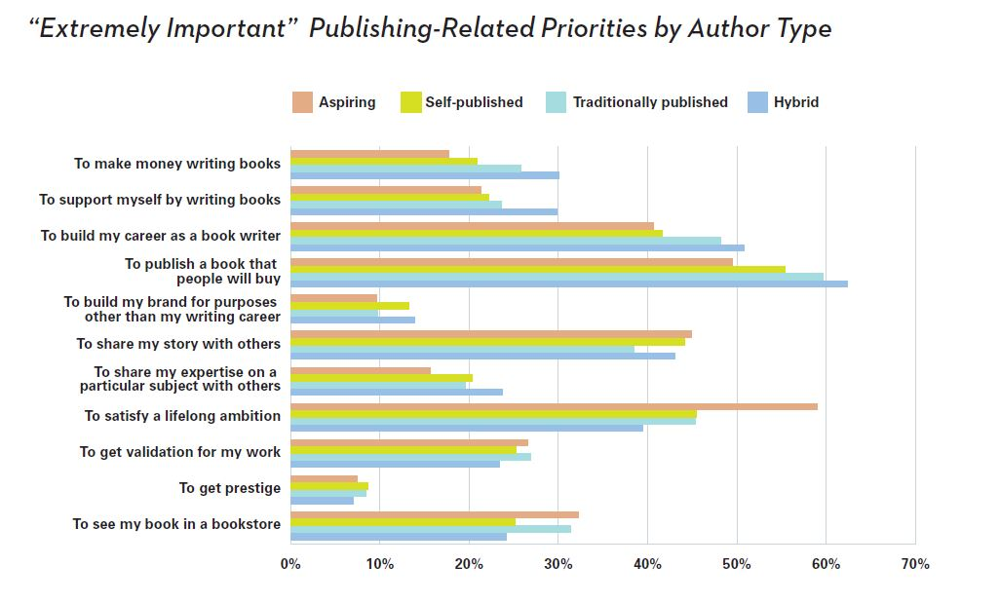 “Extremely Important” Publishing-Related Priorities by Author Type
Aspiring Self-published Traditionally published Hybrid
To make money writing books
To support myself by writing books
To build my career as a book writer
To publish a book that
people will buy
To build my brand for purposes
other than my writing career
To share my story with others
To share my expertise on a
particular subject with others
To satisfy a lifelong ambition
To get validation for my work
To get prestige
To see my book in a bookstore
0% 10% 20% 30% 40% 50% 60% 70%